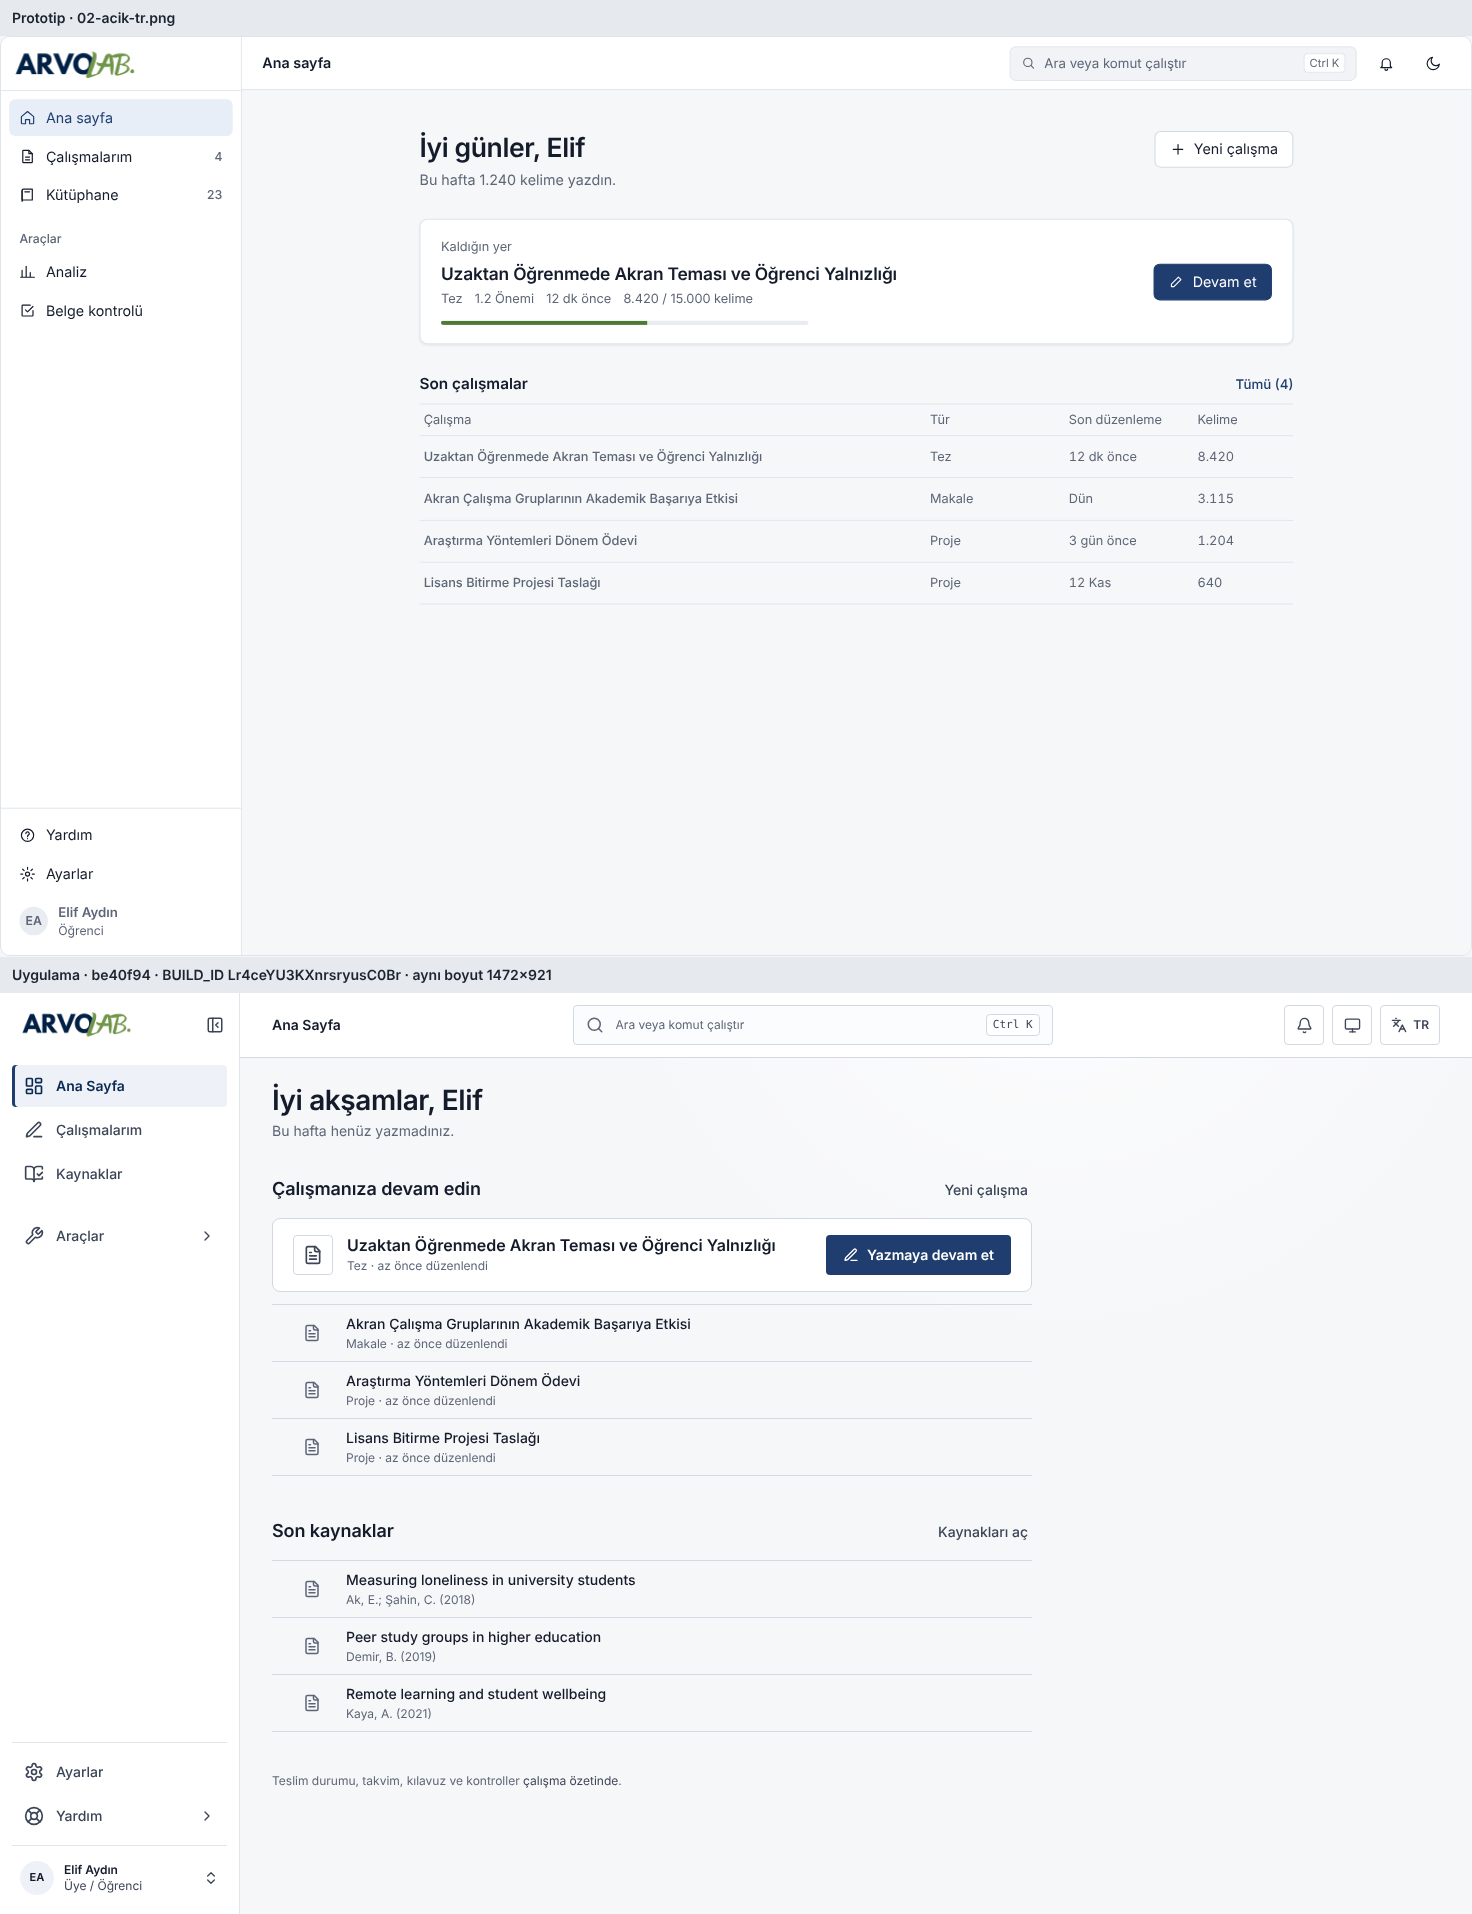 Prototip · 02-acik-tr.png
ARVOLAB.
Ana sayfa
Ara veya komut çalıştır
Ctrl K
Ana sayfa
Çalışmalarım 4
Kütüphane 23
Araçlar
Analiz
Belge kontrolü
Yardım
Ayarlar
EA
Elif Aydın
Öğrenci
İyi günler, Elif
Bu hafta 1.240 kelime yazdın.
Yeni çalışma
Kaldığın yer
Uzaktan Öğrenmede Akran Teması ve Öğrenci Yalnızlığı
Tez 1.2 Önemi 12 dk önce 8.420 / 15.000 kelime
Devam et
Son çalışmalar
Tümü (4)
Çalışma Tür Son düzenleme Kelime
Uzaktan Öğrenmede Akran Teması ve Öğrenci Yalnızlığı Tez 12 dk önce 8.420
Akran Çalışma Gruplarının Akademik Başarıya Etkisi Makale Dün 3.115
Araştırma Yöntemleri Dönem Ödevi Proje 3 gün önce 1.204
Lisans Bitirme Projesi Taslağı Proje 12 Kas 640
Uygulama · be40f94 · BUILD_ID Lr4ceYU3KXnrsryusC0Br · aynı boyut 1472×921
ARVOLAB.
Ana Sayfa
Ara veya komut çalıştır
Ctrl K
TR
Ana Sayfa
Çalışmalarım
Kaynaklar
Araçlar
Ayarlar
Yardım
EA
Elif Aydın
Üye / Öğrenci
İyi akşamlar, Elif
Bu hafta henüz yazmadınız.
Çalışmanıza devam edin
Yeni çalışma
Uzaktan Öğrenmede Akran Teması ve Öğrenci Yalnızlığı
Tez · az önce düzenlendi
Yazmaya devam et
Akran Çalışma Gruplarının Akademik Başarıya Etkisi
Makale · az önce düzenlendi
Araştırma Yöntemleri Dönem Ödevi
Proje · az önce düzenlendi
Lisans Bitirme Projesi Taslağı
Proje · az önce düzenlendi
Son kaynaklar
Kaynakları aç
Measuring loneliness in university students
Ak, E.; Şahin, C. (2018)
Peer study groups in higher education
Demir, B. (2019)
Remote learning and student wellbeing
Kaya, A. (2021)
Teslim durumu, takvim, kılavuz ve kontroller çalışma özetinde.